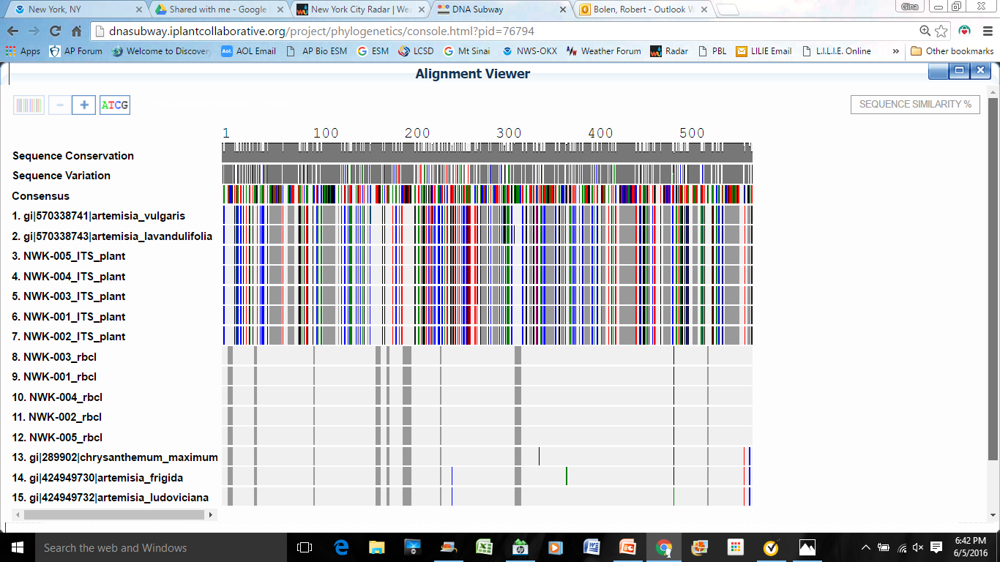 New York, NY
Shared with me - Google
New York City Radar | Wea
DNA Subway
Bolen, Robert - Outlook W
Gina
dnasubway.iplantcollaborative.org/project/phylogenetics/console.html?pid=76794
Apps AP Forum Welcome to Discovery AOL Email AP Bio ESM ESM LCSD Mt Sinai NWS-OKX Weather Forum Radar PBL LILIE Email L.I.L.I.E. Online » Other bookmarks
Alignment Viewer
− + ATCG SEQUENCE SIMILARITY %
1 100 200 300 400 500
Sequence Conservation
Sequence Variation
Consensus
1. gi|570338741|artemisia_vulgaris
2. gi|570338743|artemisia_lavandulifolia
3. NWK-005_ITS_plant
4. NWK-004_ITS_plant
5. NWK-003_ITS_plant
6. NWK-001_ITS_plant
7. NWK-002_ITS_plant
8. NWK-003_rbcl
9. NWK-001_rbcl
10. NWK-004_rbcl
11. NWK-002_rbcl
12. NWK-005_rbcl
13. gi|289902|chrysanthemum_maximum
14. gi|424949730|artemisia_frigida
15. gi|424949732|artemisia_ludoviciana
Search the web and Windows
6:42 PM
6/5/2016